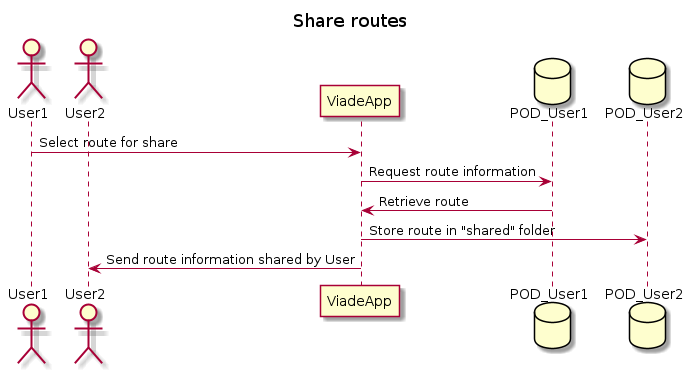 Share routes
User1 User2 ViadeApp POD_User1 POD_User2
Select route for share
Request route information
Retrieve route
Store route in "shared" folder
Send route information shared by User
User1 User2 ViadeApp POD_User1 POD_User2